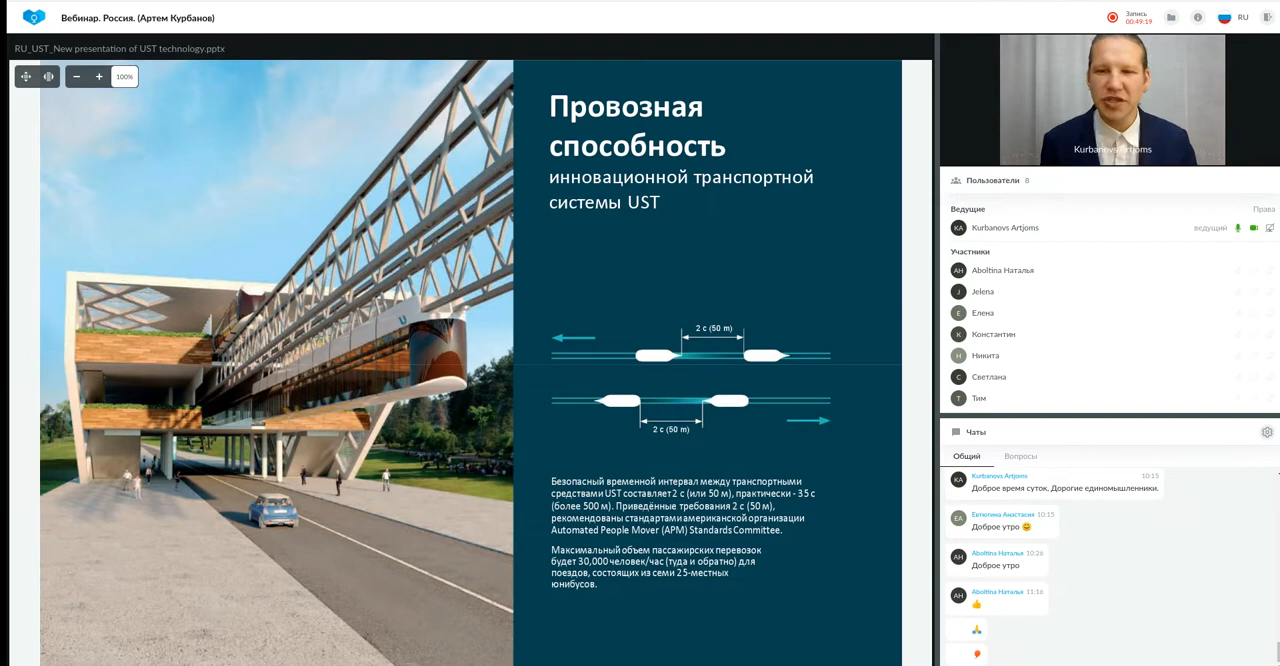 Вебинар. Россия. (Артем Курбанов)
Запись
00:49:19
RU
RU_UST_New presentation of UST technology.pptx
100%
Провозная
способность
инновационной транспортной
системы UST
2 c (50 m)
2 c (50 m)
Безопасный временной интервал между транспортными
средствами UST составляет 2 с (или 50 м), практически - 35 с
(более 500 м). Приведённые требования 2 с (50 м),
рекомендованы стандартами американской организации
Automated People Mover (APM) Standards Committee.
Максимальный объем пассажирских перевозок
будет 30,000 человек/час (туда и обратно) для
поездов, состоящих из семи 25-местных
юнибусов.
Kurbanovs Artjoms
Пользователи 8
Ведущие Права
KA Kurbanovs Artjoms ведущий
Участники
AH Aboltina Наталья
J Jelena
Е Елена
К Константин
Н Никита
С Светлана
Т Тим
Чаты
Общий Вопросы
KA Kurbanovs Artjoms 10:15
Доброе время суток, Дорогие единомышленники.
ЕА Евтюгина Анастасия 10:15
Доброе утро 😀
AH Aboltina Наталья 10:26
Доброе утро
AH Aboltina Наталья 11:16
👍
🙏
🎈